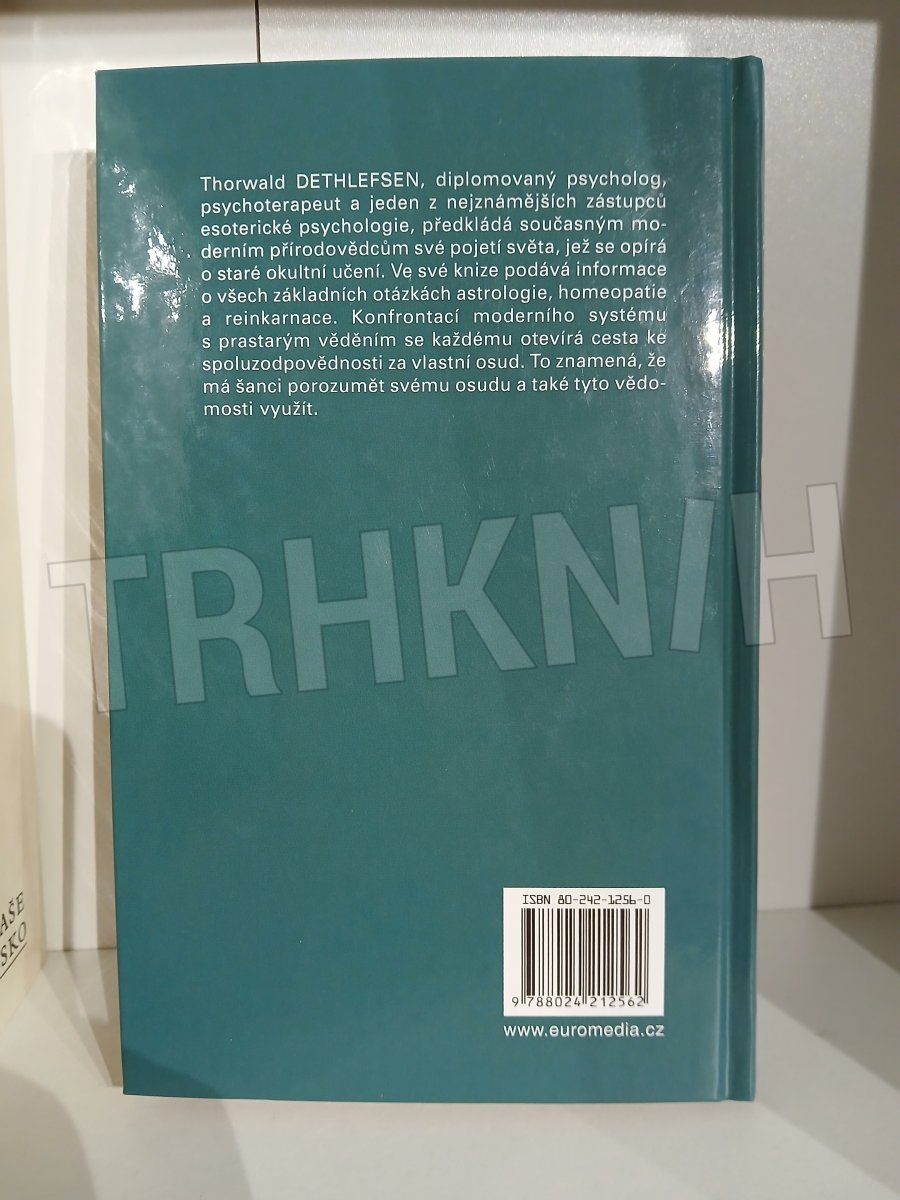 Thorwald DETHLEFSEN, diplomovaný psycholog,
psychoterapeut a jeden z nejznámějších zástupců
esoterické psychologie, předkládá současným mo-
derním přírodovědcům své pojetí světa, jež se opírá
o staré okultní učení. Ve své knize podává informace
o všech základních otázkách astrologie, homeopatie
a reinkarnace. Konfrontací moderního systému
s prastarým věděním se každému otevírá cesta ke
spoluzodpovědnosti za vlastní osud. To znamená, že
má šanci porozumět svému osudu a také tyto vědo-
mosti využít.
TRHKNIH
ISBN 80-242-1256-0
9 788024 212562
www.euromedia.cz